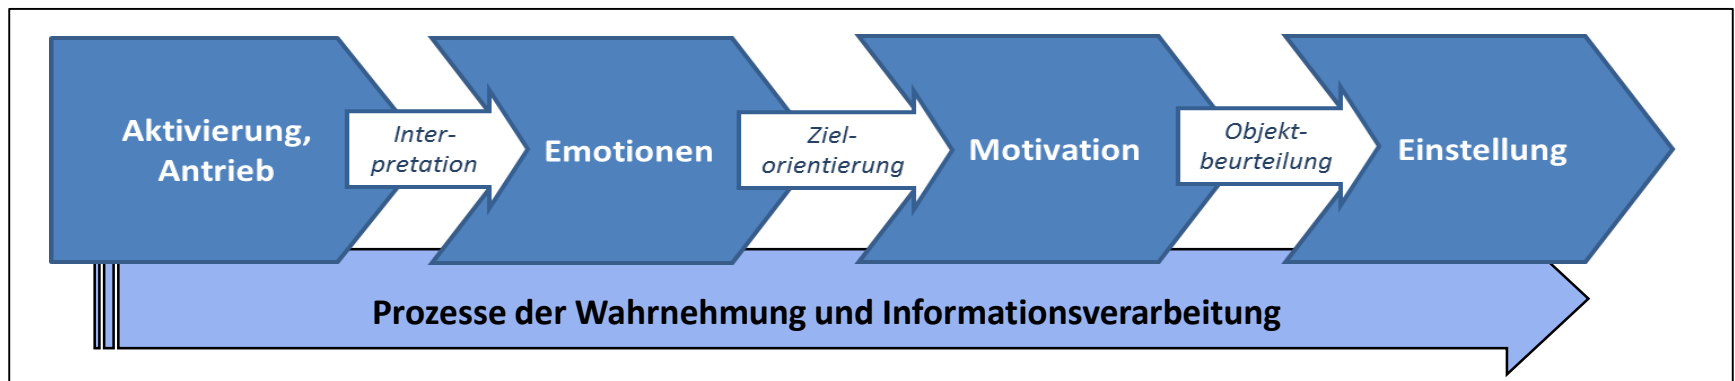 Aktivierung,
Antrieb
Inter-
pretation
Emotionen
Ziel-
orientierung
Motivation
Objekt-
beurteilung
Einstellung
Prozesse der Wahrnehmung und Informationsverarbeitung